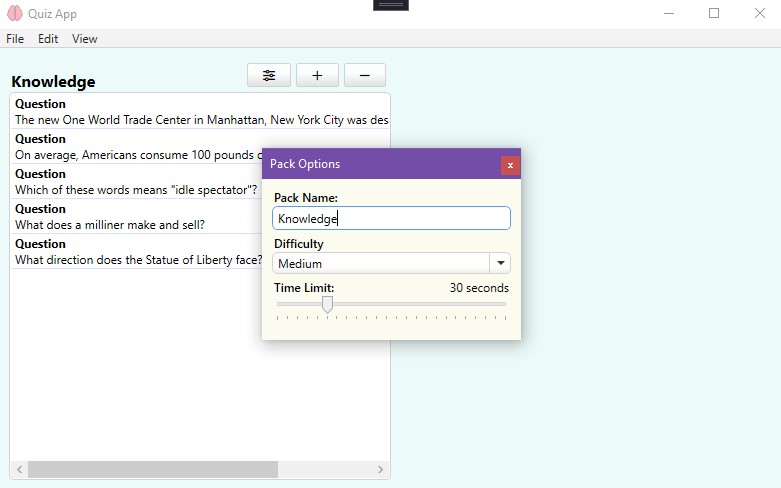 Quiz App
File Edit View
Knowledge
Question
The new One World Trade Center in Manhattan, New York City was des
Question
On average, Americans consume 100 pounds
Question
Which of these words means "idle spectator"?
Question
What does a milliner make and sell?
Question
What direction does the Statue of Liberty face?
Pack Options
x
Pack Name:
Knowledge
Difficulty
Medium
Time Limit: 30 seconds